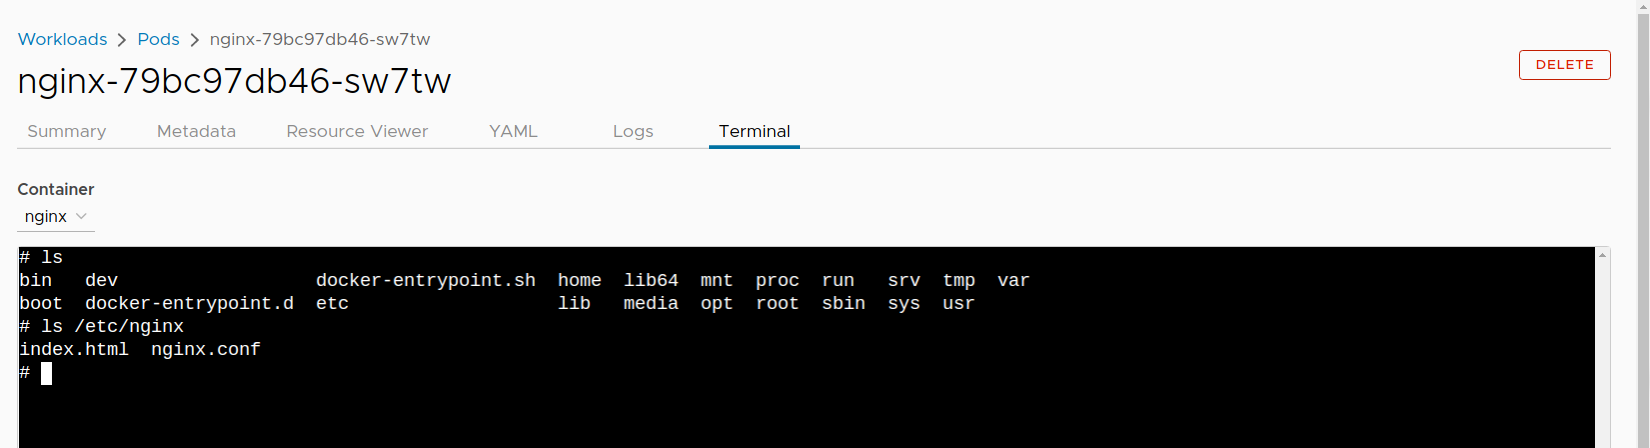 Workloads > Pods > nginx-79bc97db46-sw7tw
nginx-79bc97db46-sw7tw
DELETE
Summary Metadata Resource Viewer YAML Logs Terminal
Container
nginx
# ls
bin   dev                  docker-entrypoint.sh  home  lib64  mnt  proc  run   srv  tmp  var
boot  docker-entrypoint.d  etc                   lib   media  opt  root  sbin  sys  usr
# ls /etc/nginx
index.html  nginx.conf
#